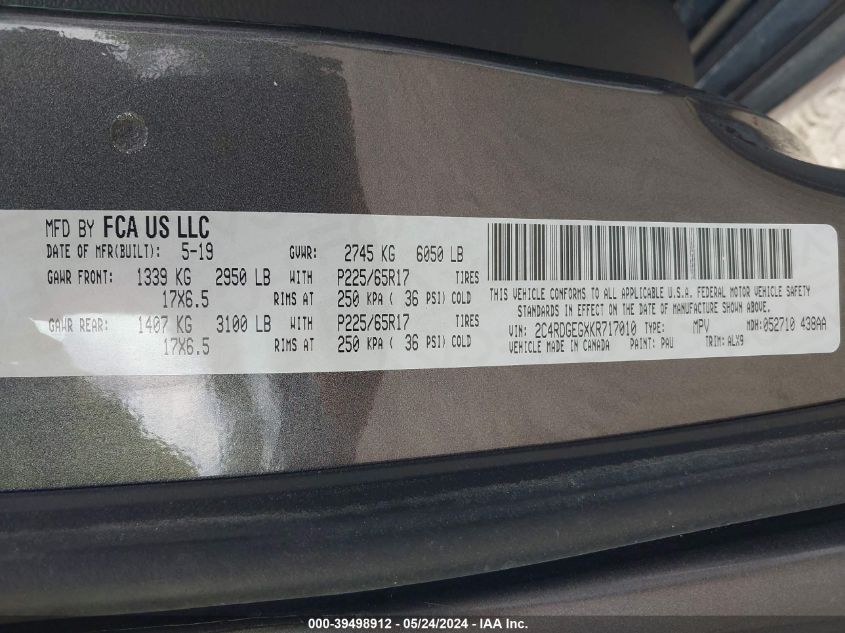 MFD BY FCA US LLC
DATE OF MFR(BUILT): 5-19 GVWR: 2745 KG 6050 LB
GAWR FRONT: 1339 KG 2950 LB WITH P225/65R17 TIRES
17X6.5 RIMS AT 250 KPA ( 36 PSI) COLD
GAWR REAR: 1407 KG 3100 LB WITH P225/65R17 TIRES
17X6.5 RIMS AT 250 KPA ( 36 PSI) COLD
THIS VEHICLE CONFORMS TO ALL APPLICABLE U.S.A. FEDERAL MOTOR VEHICLE SAFETY
STANDARDS IN EFFECT ON THE DATE OF MANUFACTURE SHOWN ABOVE.
VIN: 2C4RDGEGXKR717010 TYPE: MPV MDH: 052710 438AA
VEHICLE MADE IN CANADA PAINT: PAU TRIM: ALX9
000-39498912 - 05/24/2024 - IAAI.com